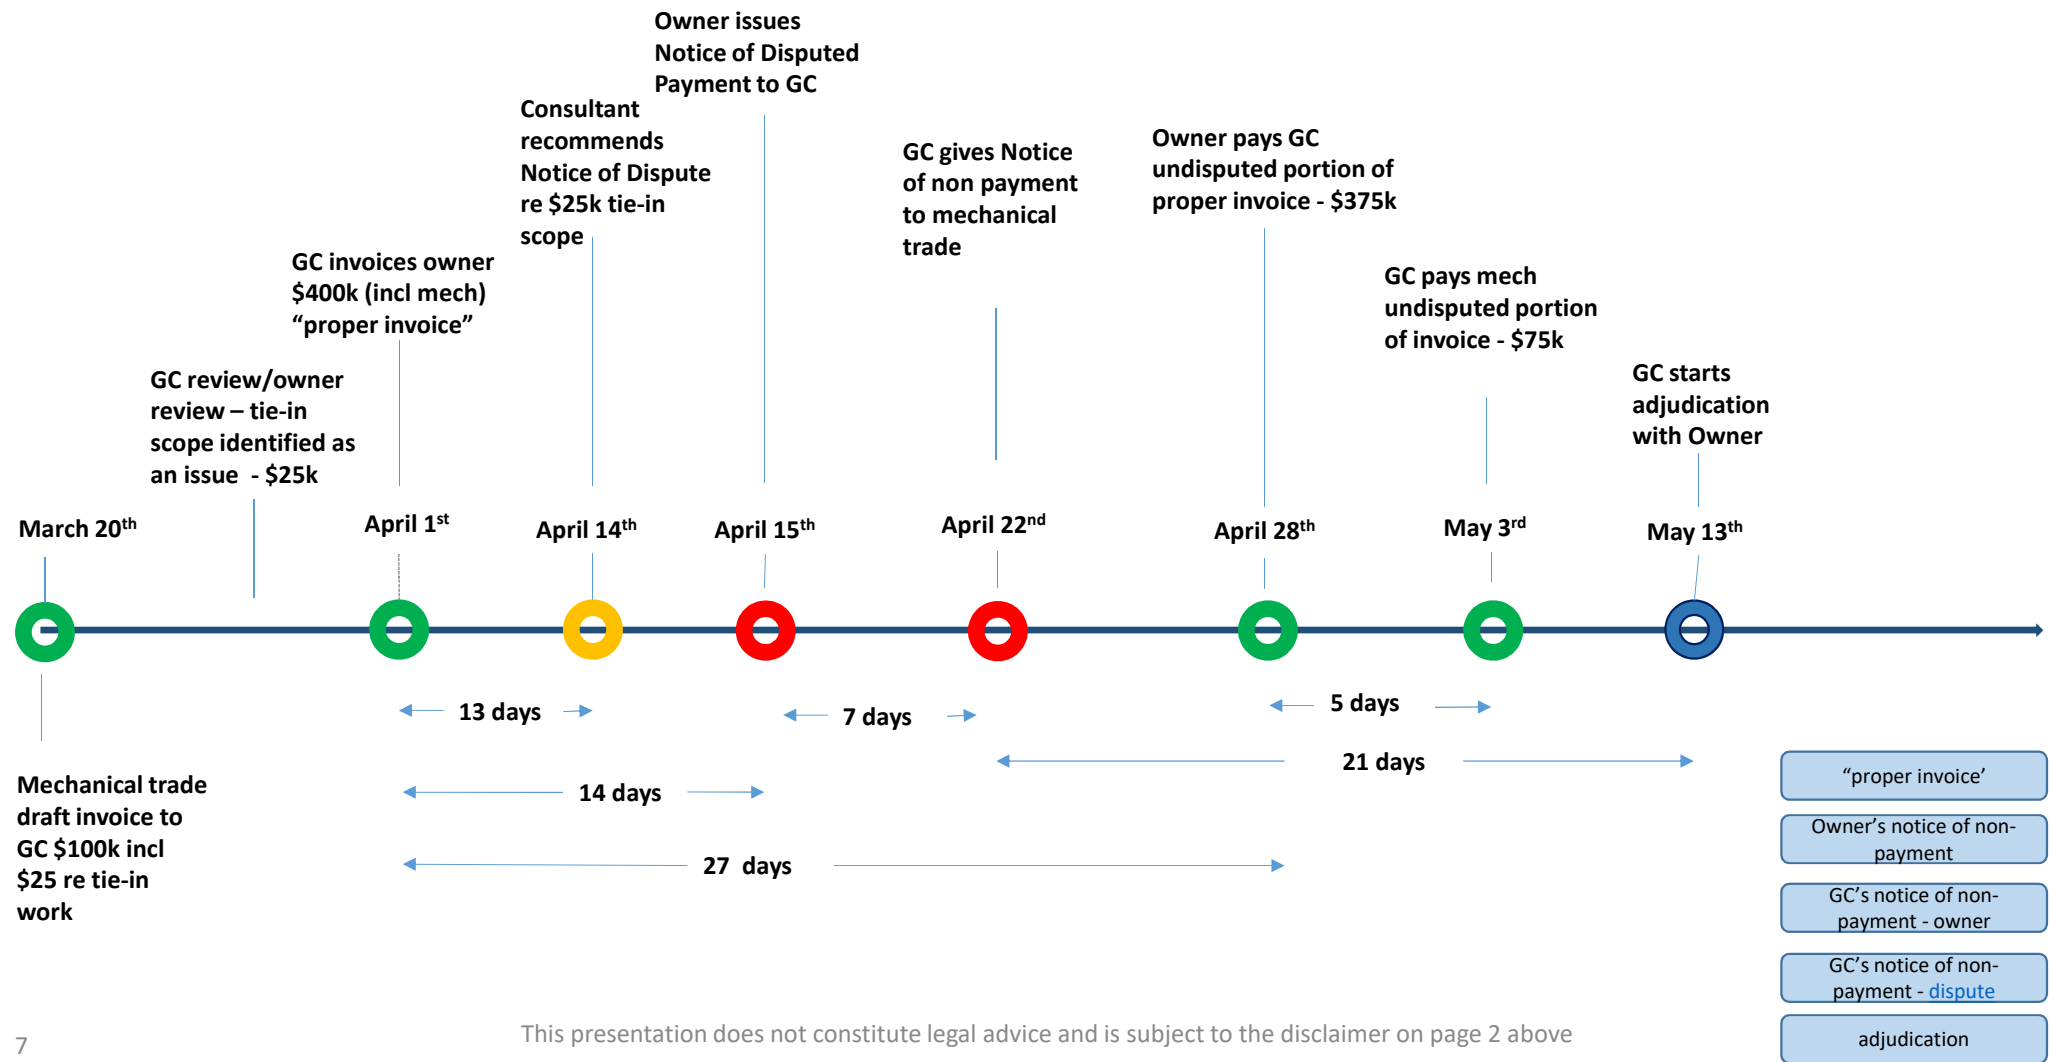 Owner issues
Notice of Disputed
Payment to GC
Consultant
recommends
Notice of Dispute
re $25k tie-in
scope
GC gives Notice
of non payment
to mechanical
trade
Owner pays GC
undisputed portion of
proper invoice - $375k
GC invoices owner
$400k (incl mech)
“proper invoice”
GC pays mech
undisputed portion
of invoice - $75k
GC review/owner
review – tie-in
scope identified as
an issue - $25k
GC starts
adjudication
with Owner
March 20th
April 1st
April 14th
April 15th
April 22nd
April 28th
May 3rd
May 13th
13 days
7 days
5 days
21 days
14 days
27 days
Mechanical trade
draft invoice to
GC $100k incl
$25 re tie-in
work
“proper invoice’
Owner’s notice of non-
payment
GC’s notice of non-
payment - owner
GC’s notice of non-
payment - dispute
adjudication
This presentation does not constitute legal advice and is subject to the disclaimer on page 2 above
7